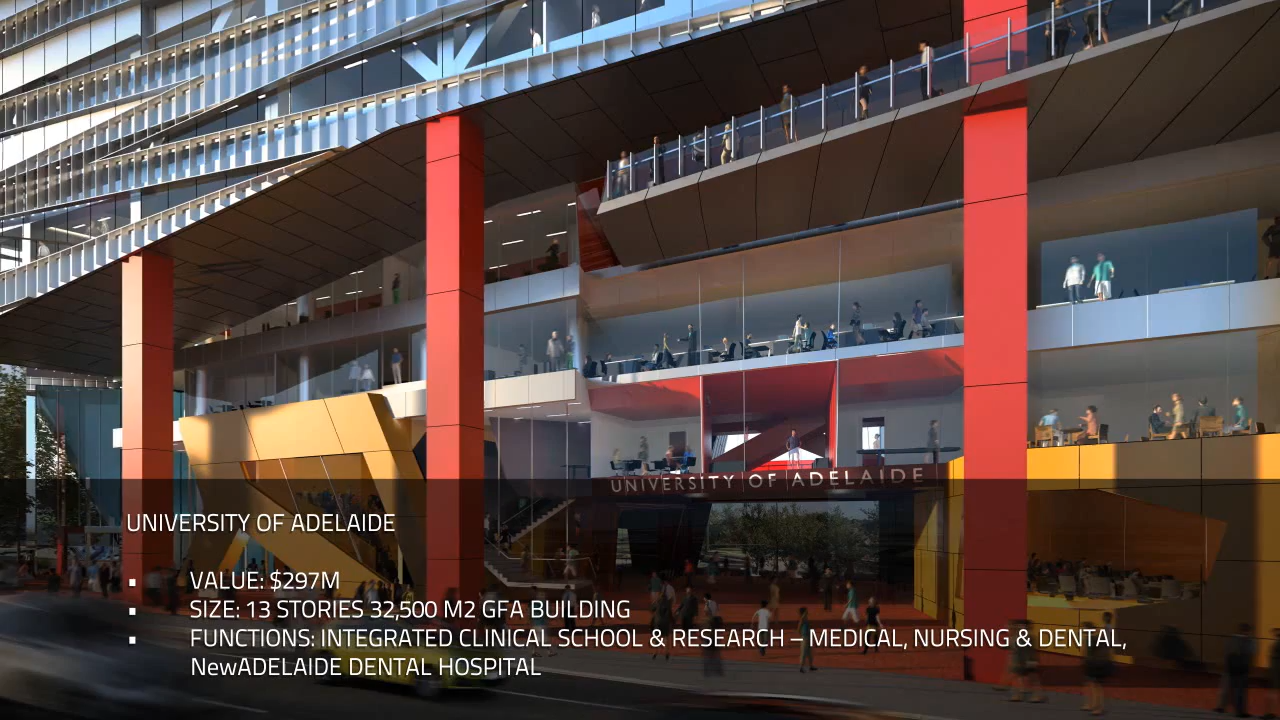 UNIVERSITY OF ADELAIDE
UNIVERSITY OF ADELAIDE
▪ VALUE: $297M
▪ SIZE: 13 STORIES 32,500 M2 GFA BUILDING
▪ FUNCTIONS: INTEGRATED CLINICAL SCHOOL & RESEARCH – MEDICAL, NURSING & DENTAL,
NewADELAIDE DENTAL HOSPITAL